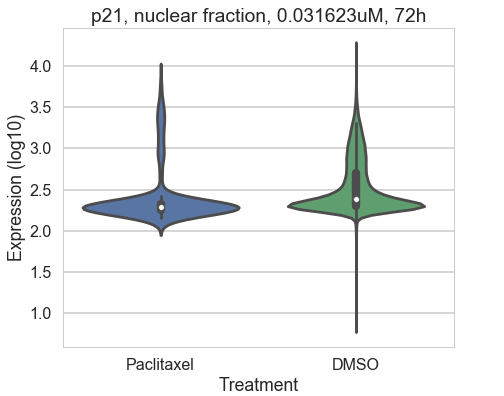 p21, nuclear fraction, 0.031623uM, 72h
Expression (log10)
4.0
3.5
3.0
2.5
2.0
1.5
1.0
Paclitaxel DMSO
Treatment